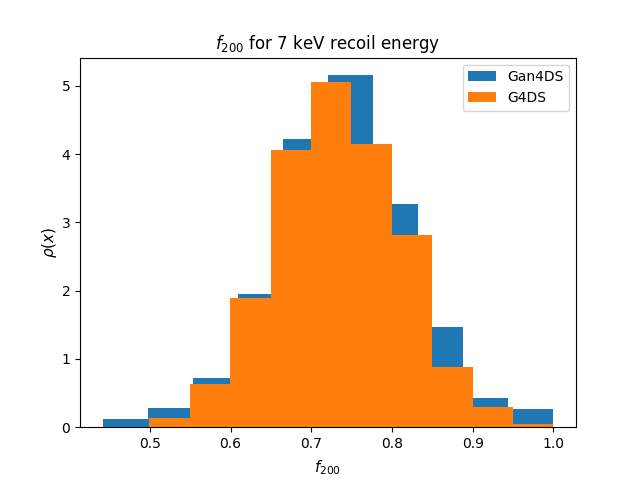 f₂₀₀ for 7 keV recoil energy
Gan4DS
G4DS
5
4
3
2
1
0
ρ(x)
0.5 0.6 0.7 0.8 0.9 1.0
f₂₀₀